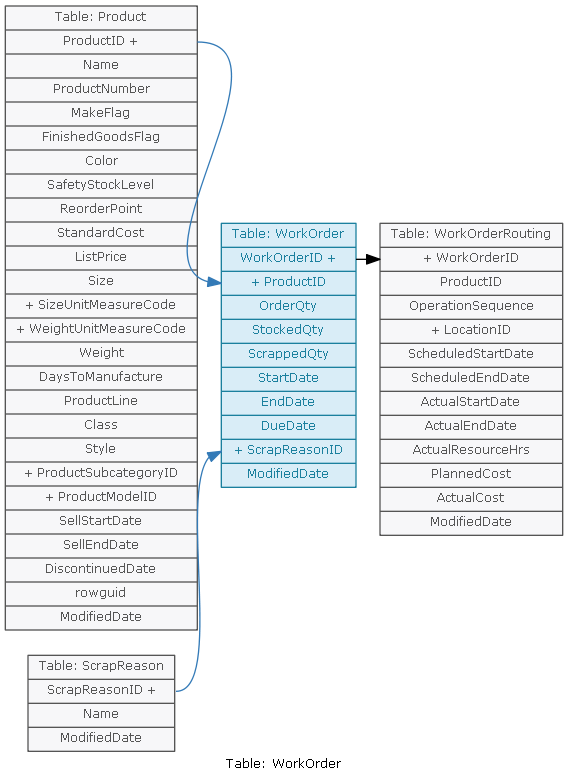 Table: Product
ProductID +
Name
ProductNumber
MakeFlag
FinishedGoodsFlag
Color
SafetyStockLevel
ReorderPoint
StandardCost
ListPrice
Size
+ SizeUnitMeasureCode
+ WeightUnitMeasureCode
Weight
DaysToManufacture
ProductLine
Class
Style
+ ProductSubcategoryID
+ ProductModelID
SellStartDate
SellEndDate
DiscontinuedDate
rowguid
ModifiedDate
Table: ScrapReason
ScrapReasonID +
Name
ModifiedDate
Table: WorkOrder
WorkOrderID +
+ ProductID
OrderQty
StockedQty
ScrappedQty
StartDate
EndDate
DueDate
+ ScrapReasonID
ModifiedDate
Table: WorkOrderRouting
+ WorkOrderID
ProductID
OperationSequence
+ LocationID
ScheduledStartDate
ScheduledEndDate
ActualStartDate
ActualEndDate
ActualResourceHrs
PlannedCost
ActualCost
ModifiedDate
Table: WorkOrder